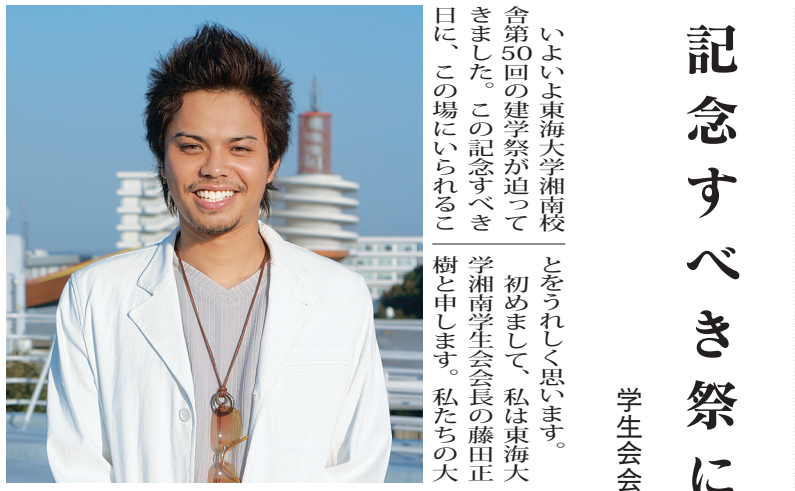 記念すべき祭に
学生会会
いよいよ東海大学湘南校
舎第50回の建学祭が迫って
きました。この記念すべき
日に、この場にいられるこ
とをうれしく思います。
初めまして、私は東海大
学湘南学生会会長の藤田正
樹と申します。私たちの大